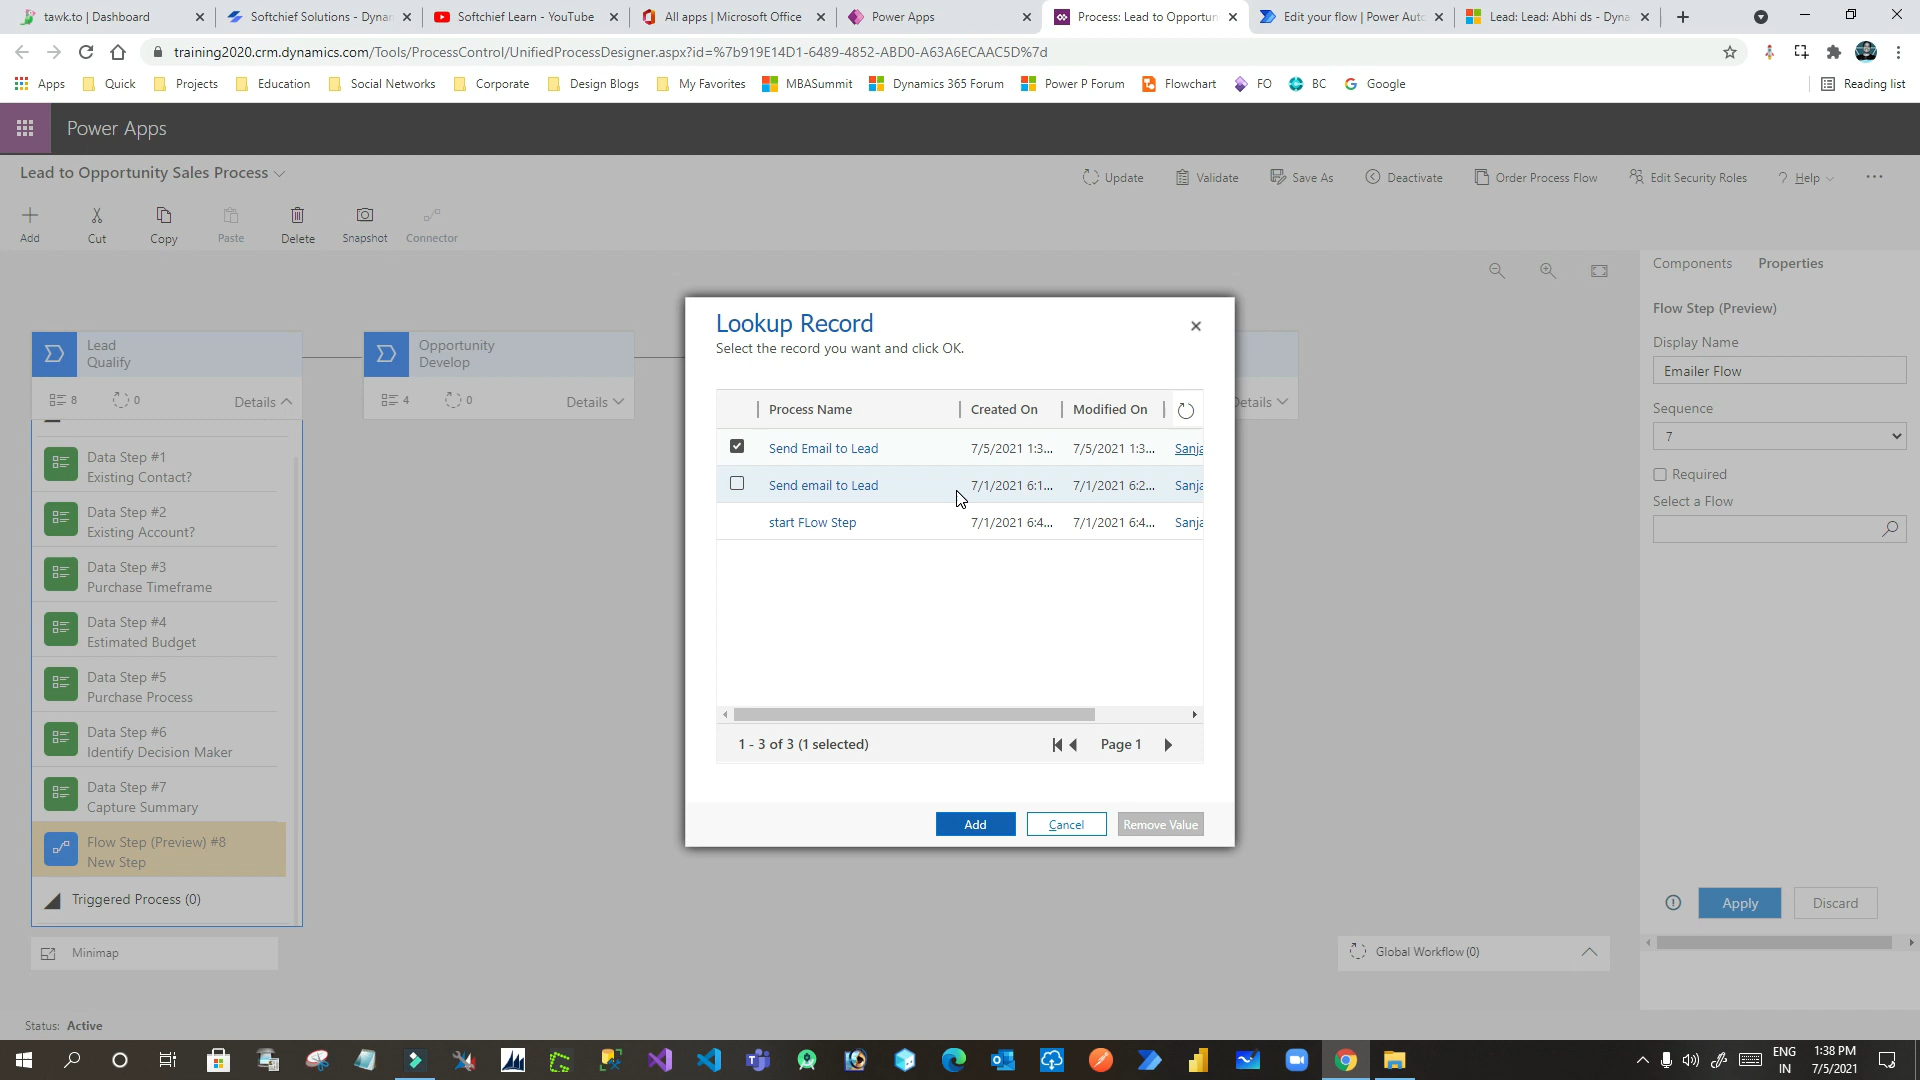 tawk.to | Dashboard
Softchief Solutions - Dynam
Softchief Learn - YouTube
All apps | Microsoft Office
Power Apps
Process: Lead to Opportun
Edit your flow | Power Auto
Lead: Lead: Abhi ds - Dyna
training2020.crm.dynamics.com/Tools/ProcessControl/UnifiedProcessDesigner.aspx?id=%7b919E14D1-6489-4852-ABD0-A63A6ECAAC5D%7d
Apps
Quick
Projects
Education
Social Networks
Corporate
Design Blogs
My Favorites
MBASummit
Dynamics 365 Forum
Power P Forum
Flowchart
FO
BC
Google
Reading list
Power Apps
Lead to Opportunity Sales Process
Update
Validate
Save As
Deactivate
Order Process Flow
Edit Security Roles
? Help
Add
Cut
Copy
Paste
Delete
Snapshot
Connector
Components
Properties
Lead
Qualify
8
0
Details
Opportunity
Develop
4
0
Details
Details
Data Step #1
Existing Contact?
Data Step #2
Existing Account?
Data Step #3
Purchase Timeframe
Data Step #4
Estimated Budget
Data Step #5
Purchase Process
Data Step #6
Identify Decision Maker
Data Step #7
Capture Summary
Flow Step (Preview) #8
New Step
Triggered Process (0)
Minimap
Lookup Record
Select the record you want and click OK.
Process Name
Created On
Modified On
Send Email to Lead
7/5/2021 1:3...
7/5/2021 1:3...
Sanja
Send email to Lead
7/1/2021 6:1...
7/1/2021 6:2...
Sanja
start FLow Step
7/1/2021 6:4...
7/1/2021 6:4...
Sanja
1 - 3 of 3 (1 selected)
Page 1
Add
Cancel
Remove Value
Flow Step (Preview)
Display Name
Emailer Flow
Sequence
7
Required
Select a Flow
Apply
Discard
Global Workflow (0)
Status: Active
ENG
IN
1:38 PM
7/5/2021